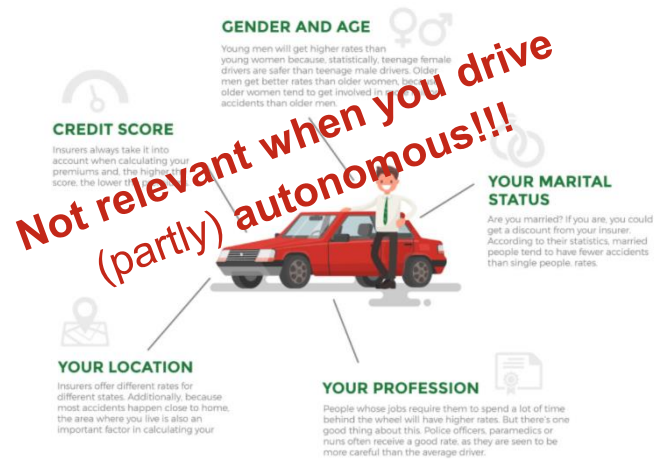 GENDER AND AGE
Young men will get higher rates than
young women because, statistically, teenage female
drivers are safer than teenage male drivers. Older
men get better rates than older women, because
older women tend to get involved in
accidents than older men.
Not relevant when you drive
(partly) autonomous!!!
CREDIT SCORE
Insurers always take it into
account when calculating your
premiums and, the higher the
score, the lower the
YOUR MARITAL
STATUS
Are you married? If you are, you could
get a discount from your insurer.
According to their statistics, married
people tend to have fewer accidents
than single people, rates.
YOUR LOCATION
Insurers offer different rates for
different states. Additionally, because
most accidents happen close to home,
the area where you live is also an
important factor in calculating your
YOUR PROFESSION
People whose jobs require them to spend a lot of time
behind the wheel will have higher rates. But there's one
good thing about this. Police officers, paramedics or
nuns often receive a good rate, as they are seen to be
more careful than the average driver.